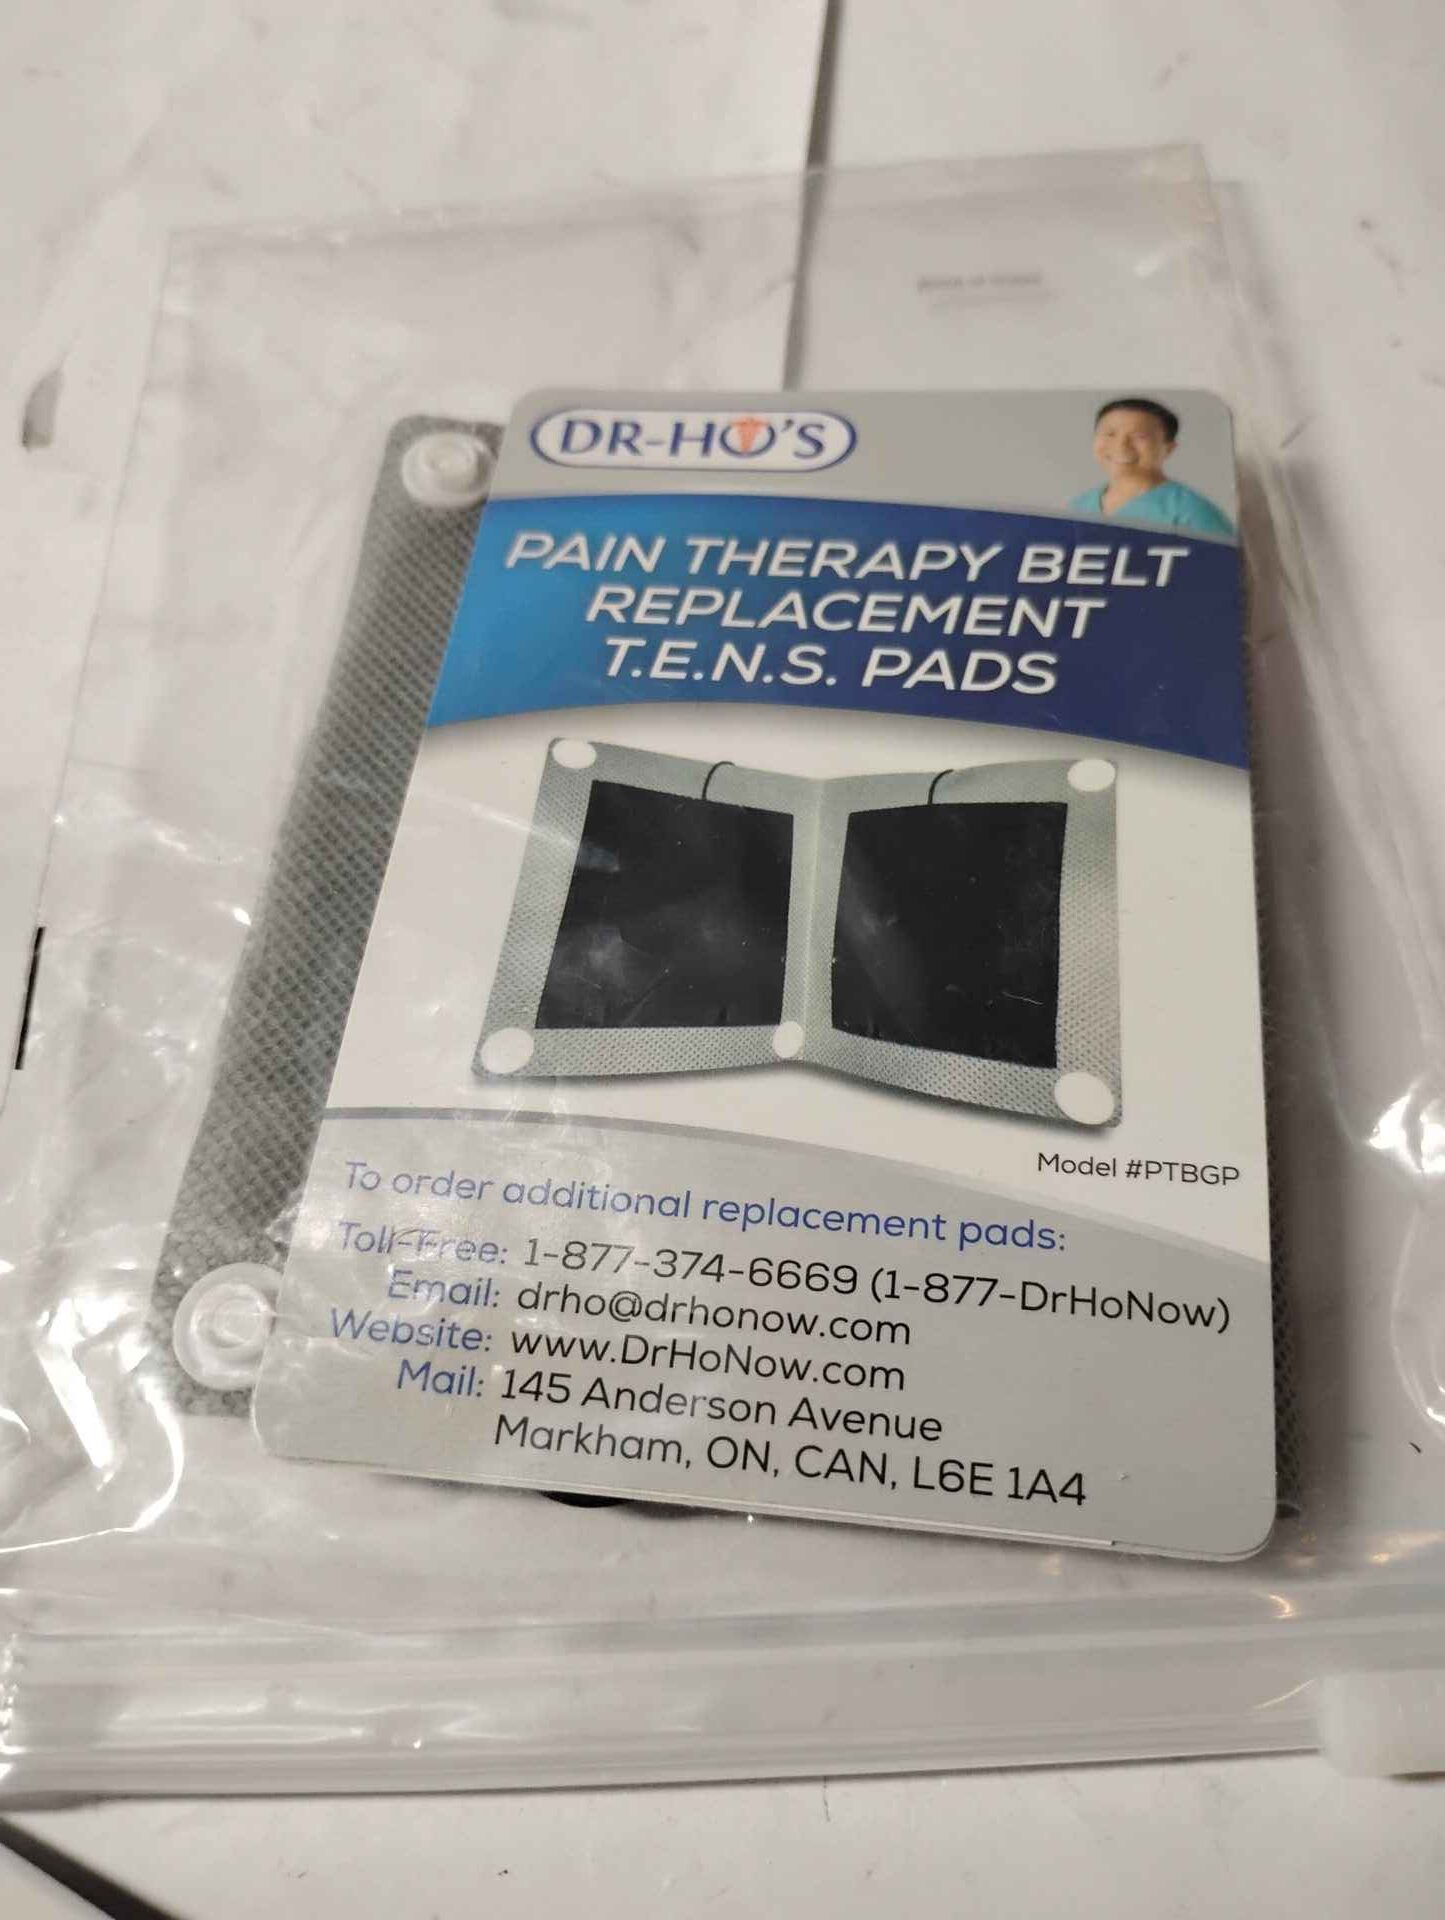 DR-HO'S
PAIN THERAPY BELT
REPLACEMENT
T.E.N.S. PADS
Model #PTBGP
To order additional replacement pads:
Toll-Free: 1-877-374-6669 (1-877-DrHoNow)
Email: drho@drhonow.com
Website: www.DrHoNow.com
Mail: 145 Anderson Avenue
Markham, ON, CAN, L6E 1A4